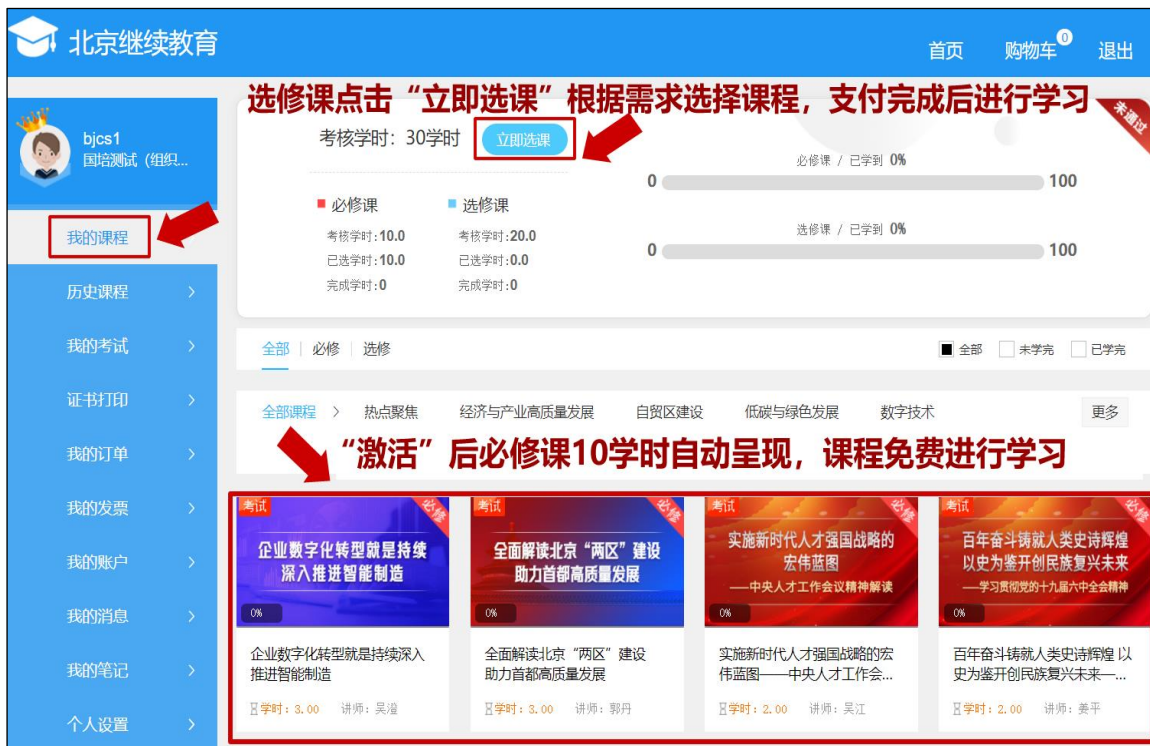 北京继续教育
首页 购物车 0 退出
选修课点击“立即选课”根据需求选择课程，支付完成后进行学习
未通过
bjcs1
国培测试（组织...
考核学时：30学时 立即选课
必修课 / 已学到 0%
0 100
必修课 选修课
考核学时:10.0 考核学时:20.0
已选学时:10.0 已选学时:0.0
完成学时:0 完成学时:0
选修课 / 已学到 0%
0 100
我的课程
历史课程
我的考试
证书打印
我的订单
我的发票
我的账户
我的消息
我的笔记
个人设置
全部 必修 选修
全部 未学完 已学完
全部课程 > 热点聚焦 经济与产业高质量发展 自贸区建设 低碳与绿色发展 数字技术 更多
“激活”后必修课10学时自动呈现，课程免费进行学习
考试 必修
企业数字化转型就是持续
深入推进智能制造
0%
企业数字化转型就是持续深入
推进智能制造
学时：3.00 讲师：吴澄
考试 必修
全面解读北京“两区”建设
助力首都高质量发展
0%
全面解读北京“两区”建设
助力首都高质量发展
学时：3.00 讲师：郭丹
考试 必修
实施新时代人才强国战略的
宏伟蓝图
——中央人才工作会议精神解读
0%
实施新时代人才强国战略的宏
伟蓝图——中央人才工作会...
学时：2.00 讲师：吴江
考试 必修
百年奋斗铸就人类史诗辉煌
以史为鉴开创民族复兴未来
——学习贯彻党的十九届六中全会精神
0%
百年奋斗铸就人类史诗辉煌 以
史为鉴开创民族复兴未来—...
学时：2.00 讲师：姜平